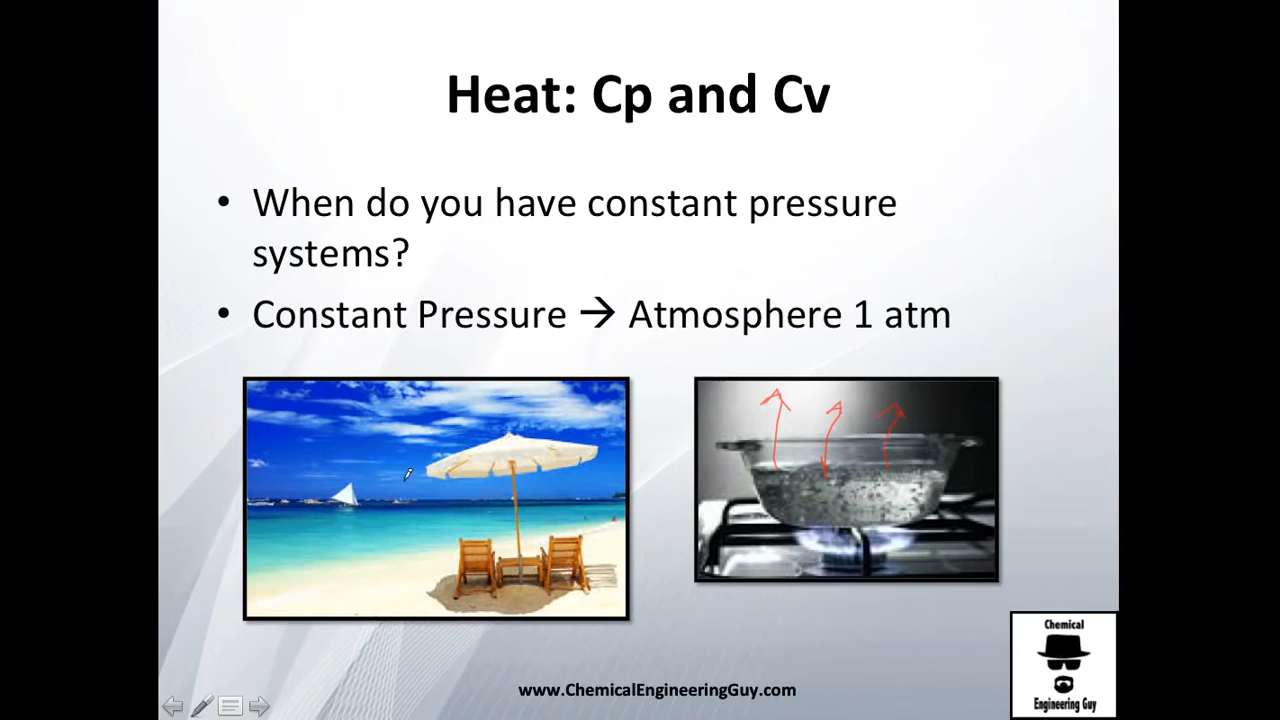 Heat: Cp and Cv
• When do you have constant pressure
systems?
• Constant Pressure → Atmosphere 1 atm
Chemical
Engineering Guy
www.ChemicalEngineeringGuy.com